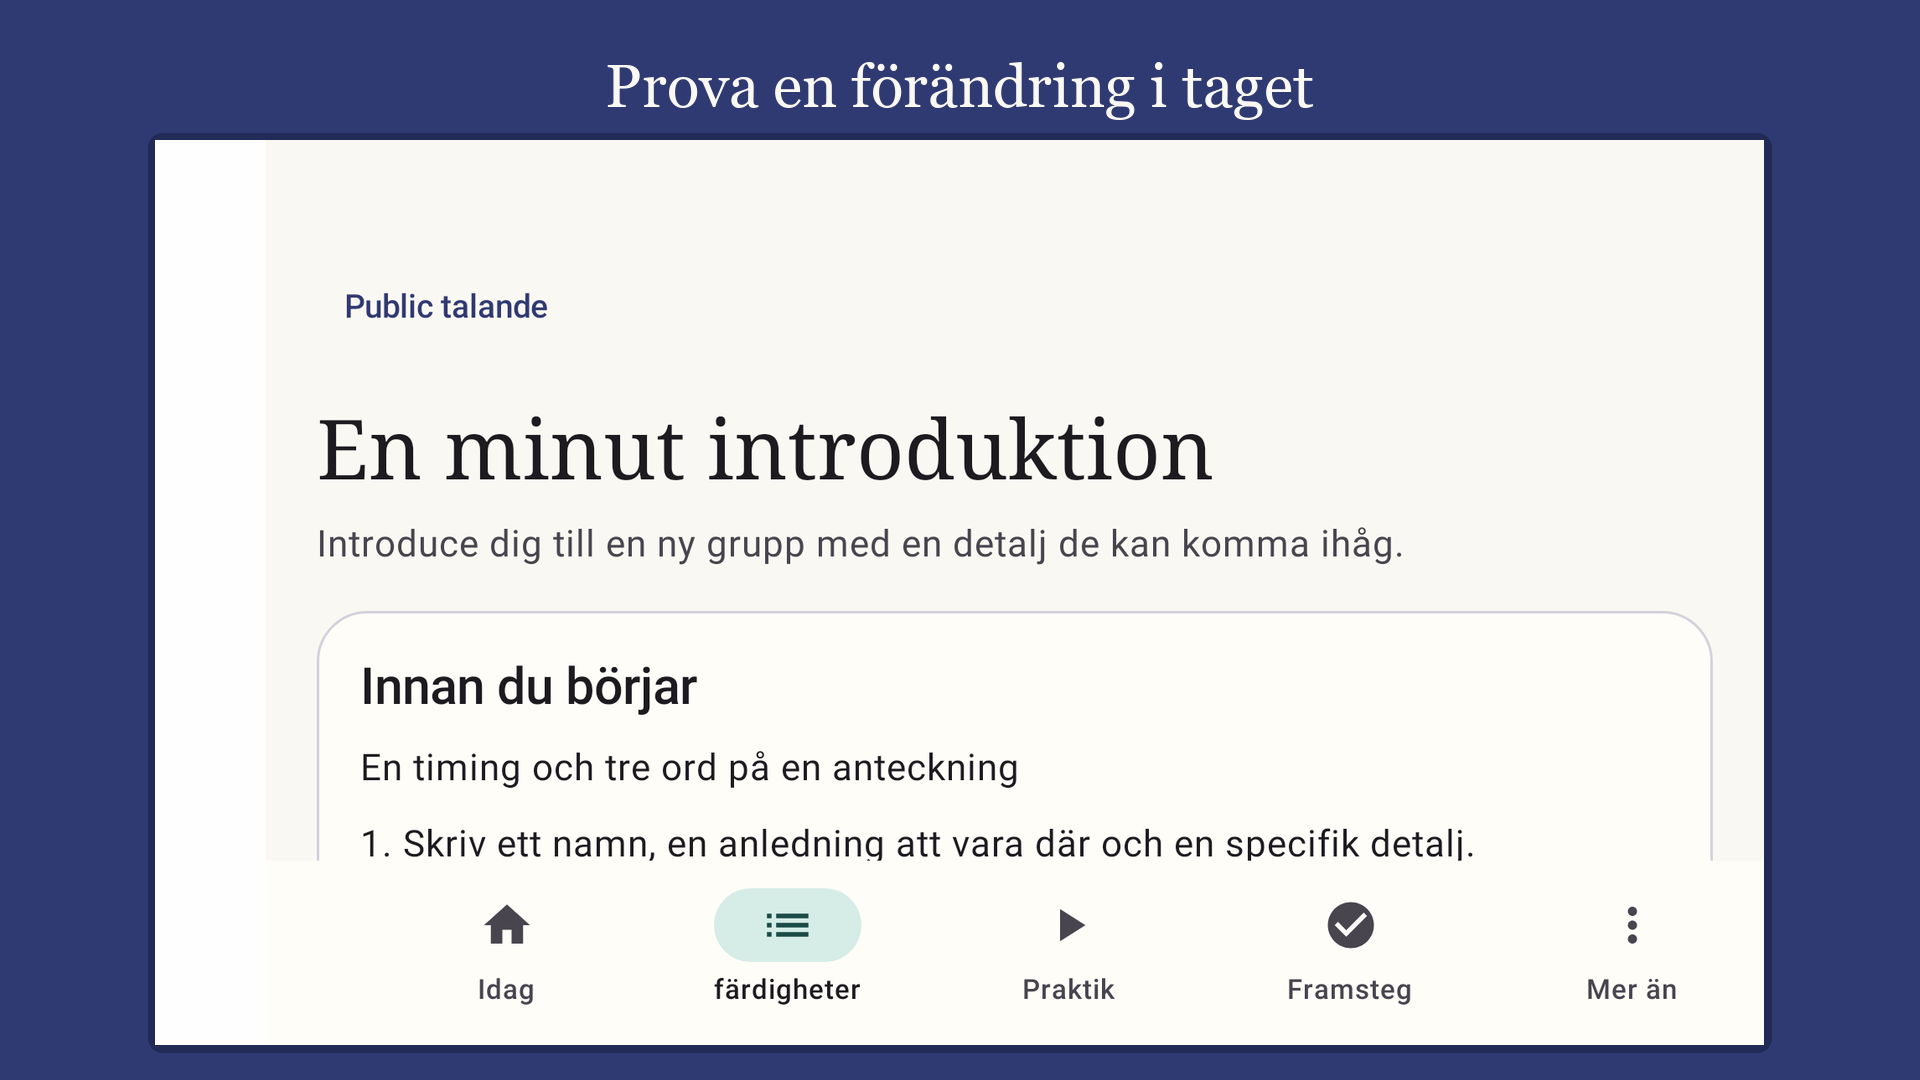 Prova en förändring i taget
Public talande
En minut introduktion
Introduce dig till en ny grupp med en detalj de kan komma ihåg.
Innan du börjar
En timing och tre ord på en anteckning
1. Skriv ett namn, en anledning att vara där och en specifik detalj.
Idag
färdigheter
Praktik
Framsteg
Mer än